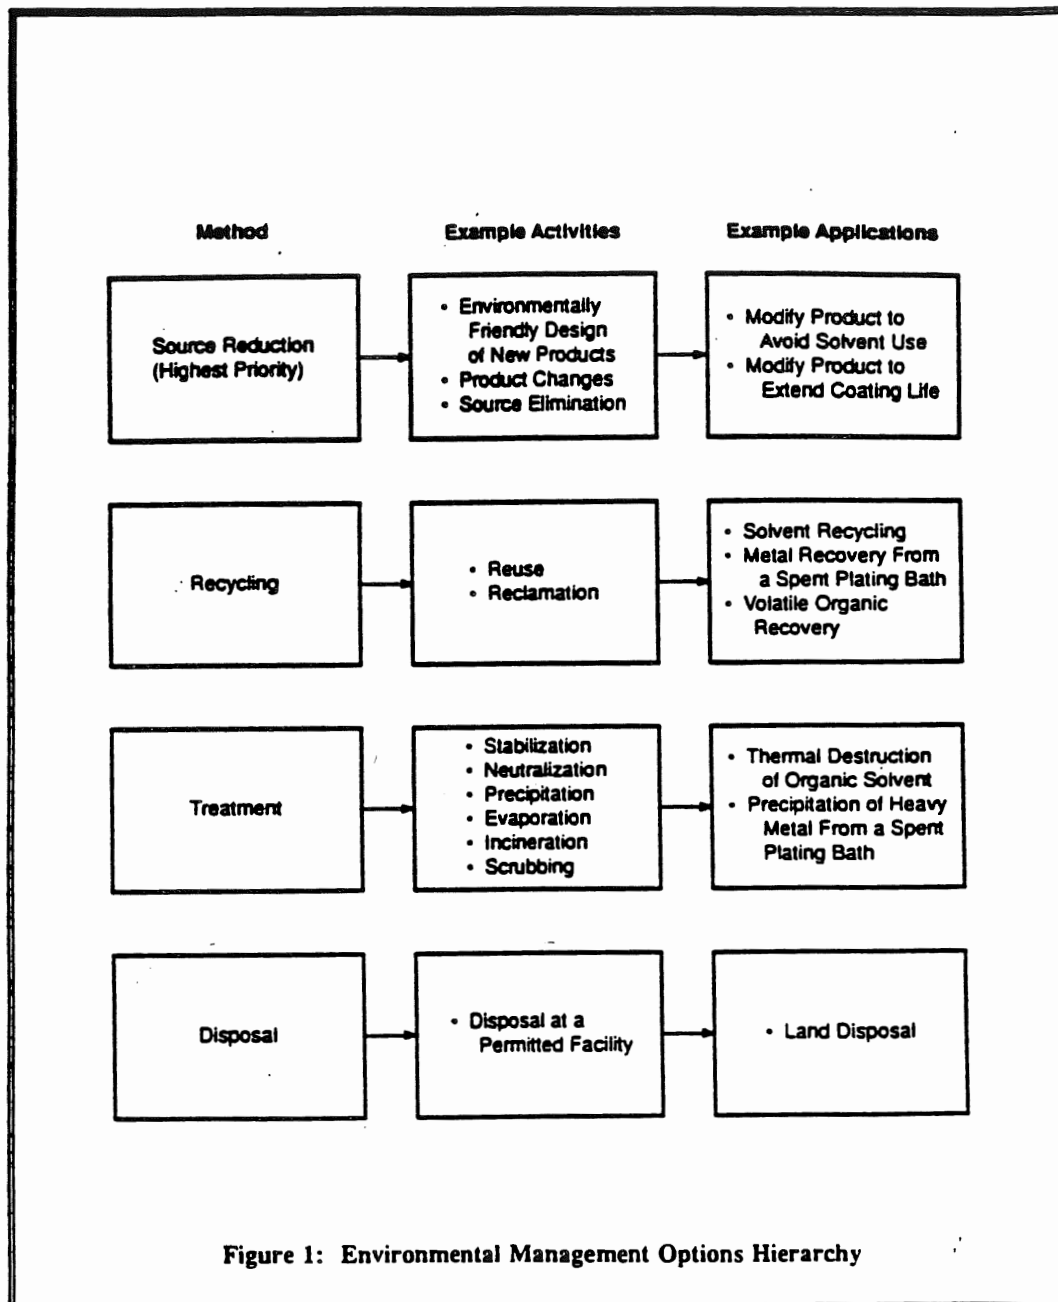 Method Example Activities Example Applications
Source Reduction
(Highest Priority)
• Environmentally
Friendly Design
of New Products
• Product Changes
• Source Elimination
• Modify Product to
Avoid Solvent Use
• Modify Product to
Extend Coating Life
Recycling
• Reuse
• Reclamation
• Solvent Recycling
• Metal Recovery From
a Spent Plating Bath
• Volatile Organic
Recovery
Treatment
• Stabilization
• Neutralization
• Precipitation
• Evaporation
• Incineration
• Scrubbing
• Thermal Destruction
of Organic Solvent
• Precipitation of Heavy
Metal From a Spent
Plating Bath
Disposal
• Disposal at a
Permitted Facility
• Land Disposal
Figure 1: Environmental Management Options Hierarchy